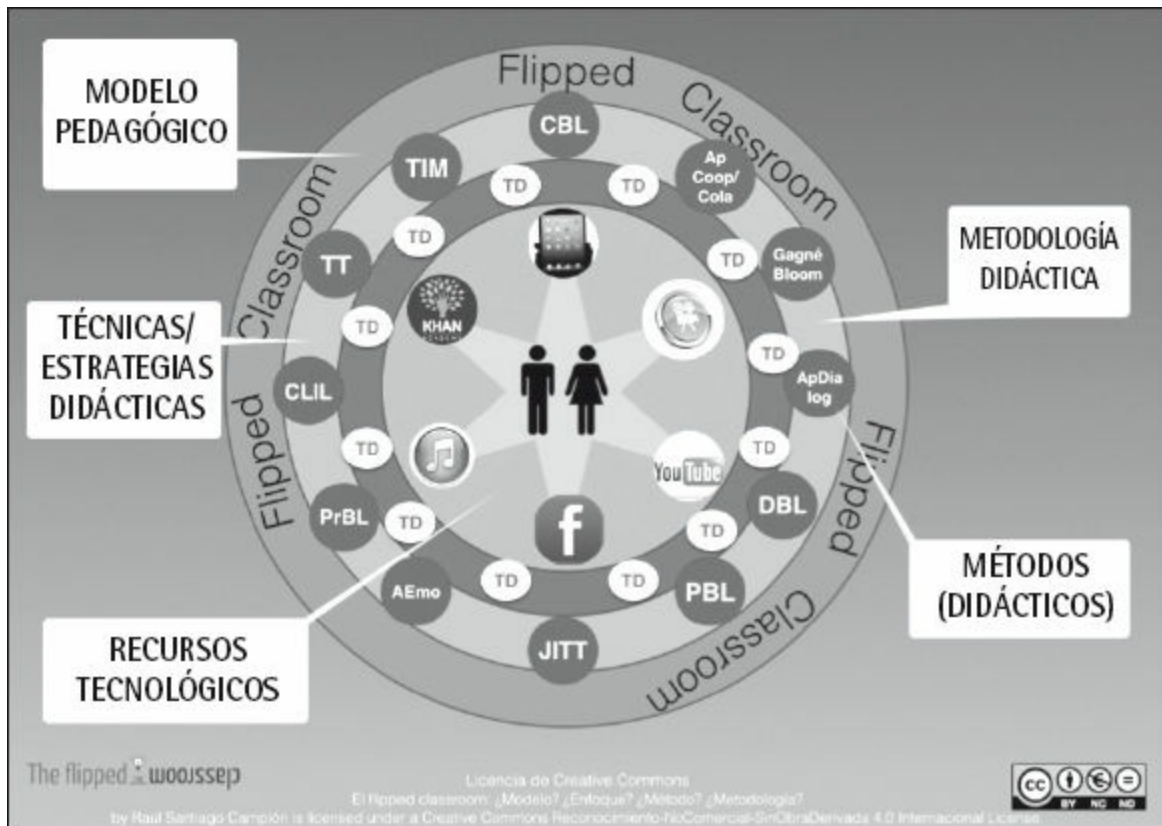 MODELO
PEDAGÓGICO
Flipped
Classroom
Classroom
Flipped
Flipped
Classroom
CBL
TIM
Ap
Coop/
Cola
TT
Gagné
Bloom
CLIL
ApDia
log
PrBL
DBL
AEmo
PBL
JITT
TD
TD
TD
TD
TD
TD
TD
TD
TD
TD
TD
TD
KHAN
ACADEMY
You Tube
f
METODOLOGÍA
DIDÁCTICA
TÉCNICAS/
ESTRATEGIAS
DIDÁCTICAS
MÉTODOS
(DIDÁCTICOS)
RECURSOS
TECNOLÓGICOS
The flipped classroom
Licencia de Creative Commons
El flipped classroom: ¿Modelo? ¿Enfoque? ¿Método? ¿Metodología?
by Raúl Santiago Campión is licensed under a Creative Commons Reconocimiento-NoComercial-SinObraDerivada 4.0 Internacional License
cc
BY NC ND